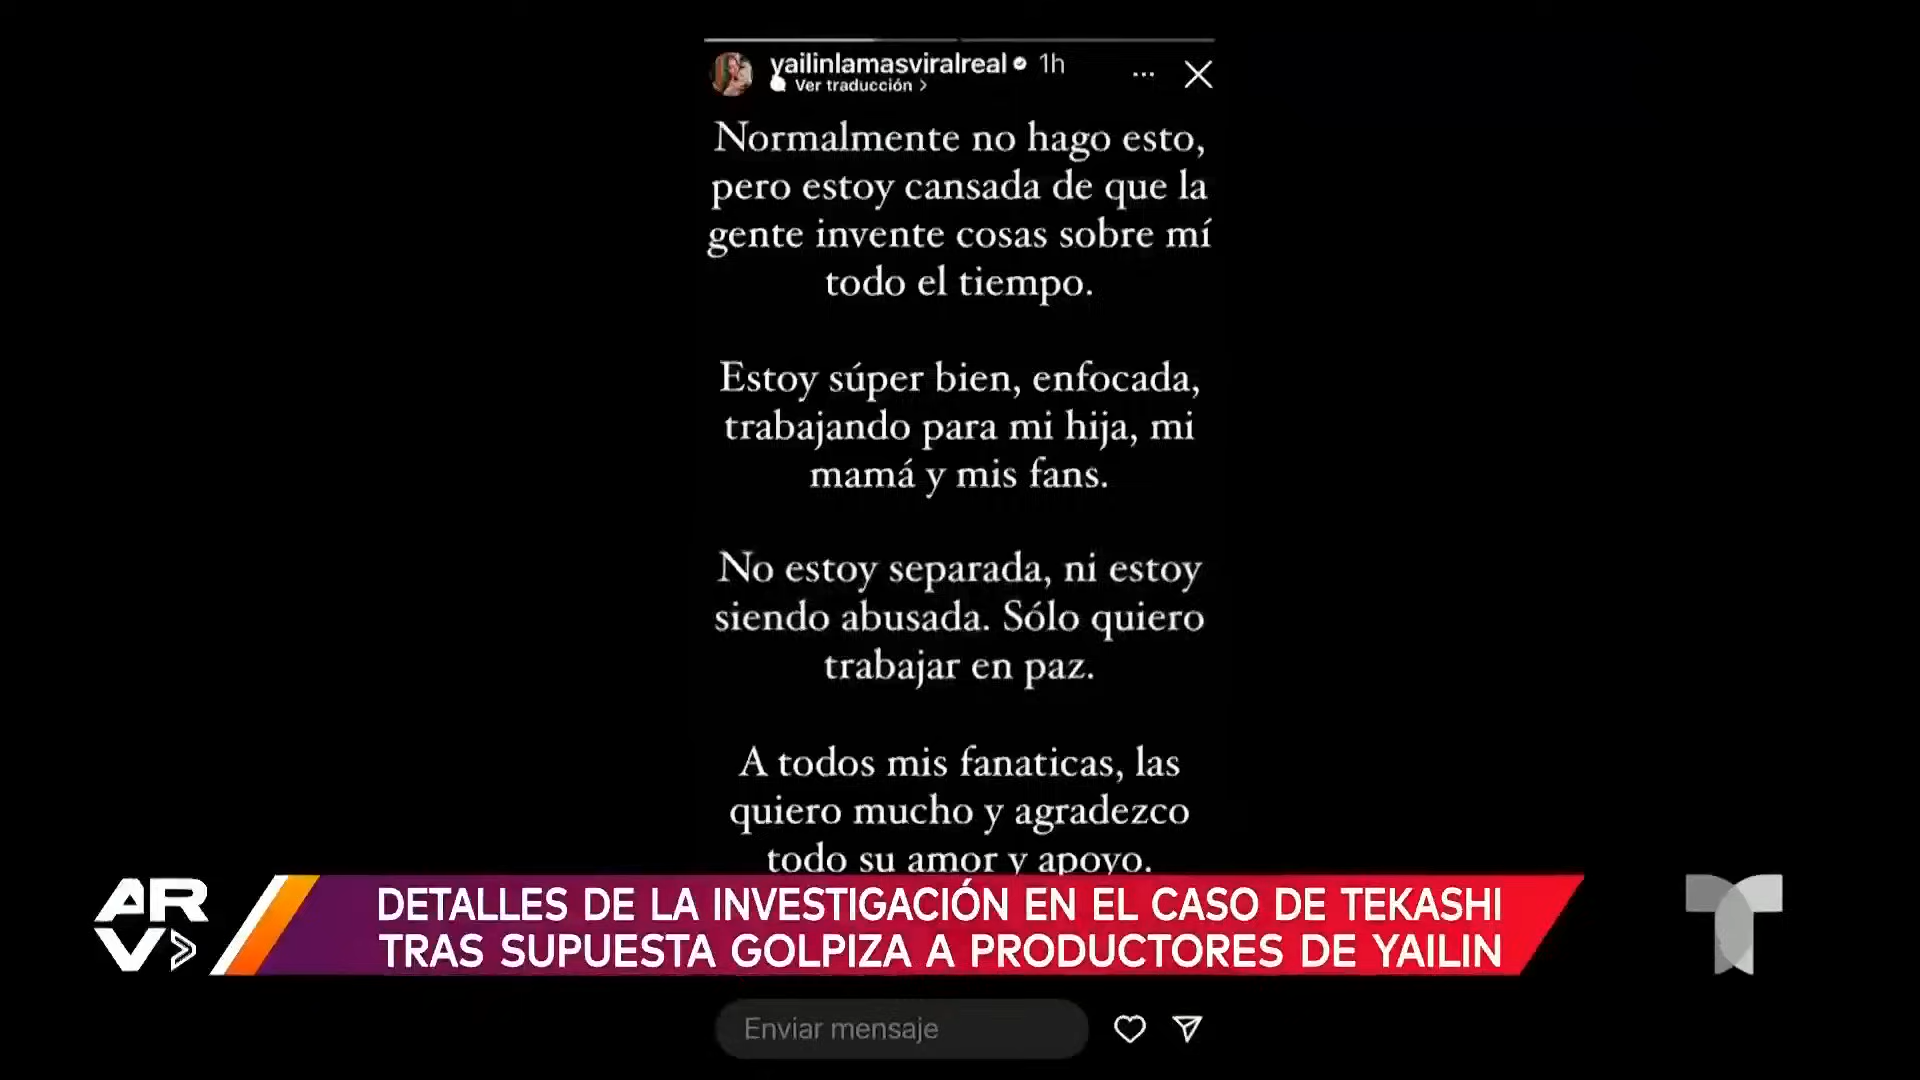 yailinlamasviralreal 1h
Ver traducción
Normalmente no hago esto,
pero estoy cansada de que la
gente invente cosas sobre mí
todo el tiempo.
Estoy súper bien, enfocada,
trabajando para mi hija, mi
mamá y mis fans.
No estoy separada, ni estoy
siendo abusada. Sólo quiero
trabajar en paz.
A todos mis fanaticas, las
quiero mucho y agradezco
todo su amor y apoyo.
ARV
DETALLES DE LA INVESTIGACIÓN EN EL CASO DE TEKASHI
TRAS SUPUESTA GOLPIZA A PRODUCTORES DE YAILIN
T
Enviar mensaje